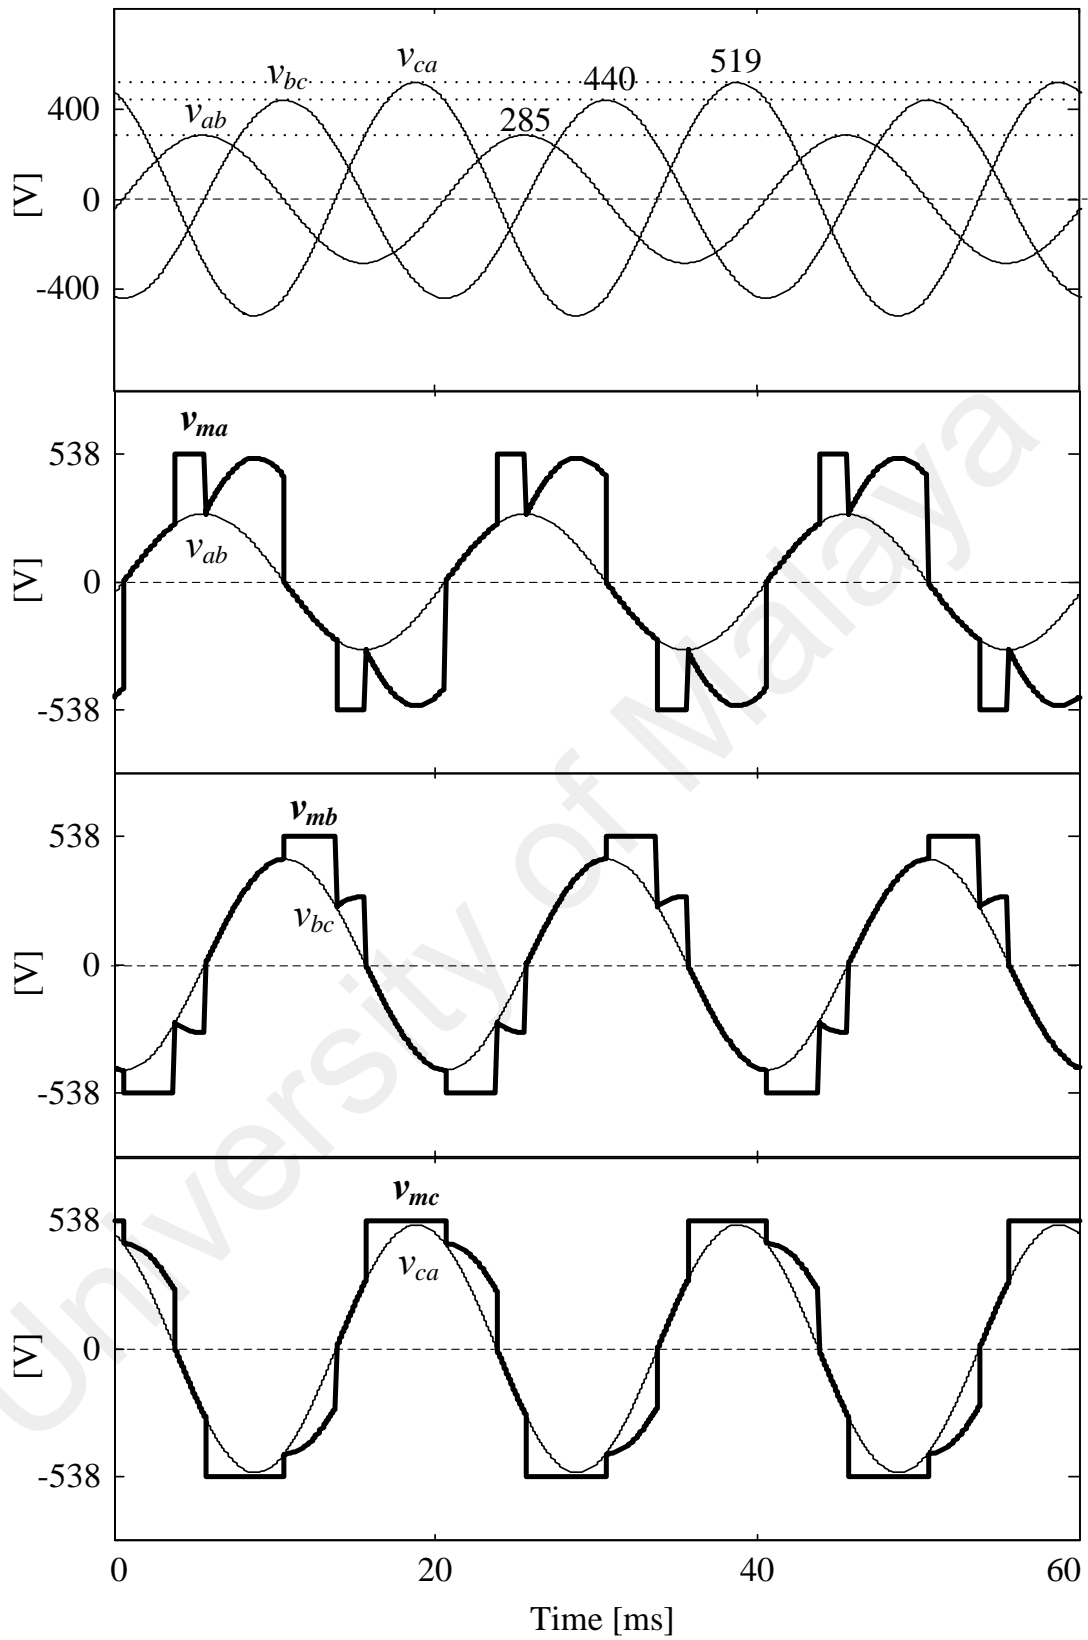 v_ca
519
v_bc
440
400
v_ab
285
[V]
0
-400
v_ma
538
v_ab
[V]
0
-538
v_mb
538
v_bc
[V]
0
-538
v_mc
538
v_ca
[V]
0
-538
0 20 40 60
Time [ms]
University of Malaya